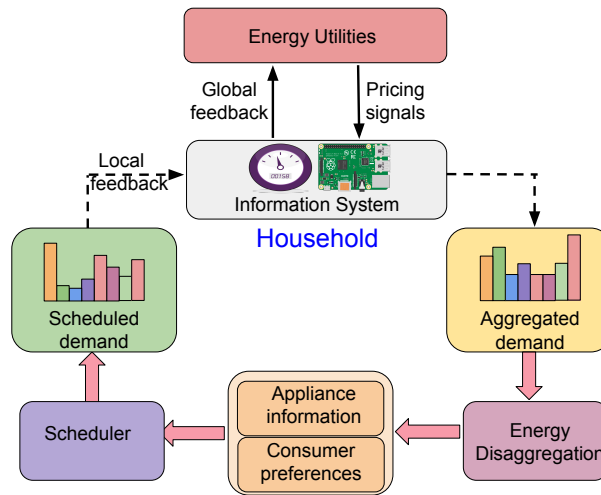 Energy Utilities
Global
feedback
Pricing
signals
Local
feedback
00158
Information System
Household
Scheduled
demand
Aggregated
demand
Scheduler
Appliance
information
Consumer
preferences
Energy
Disaggregation